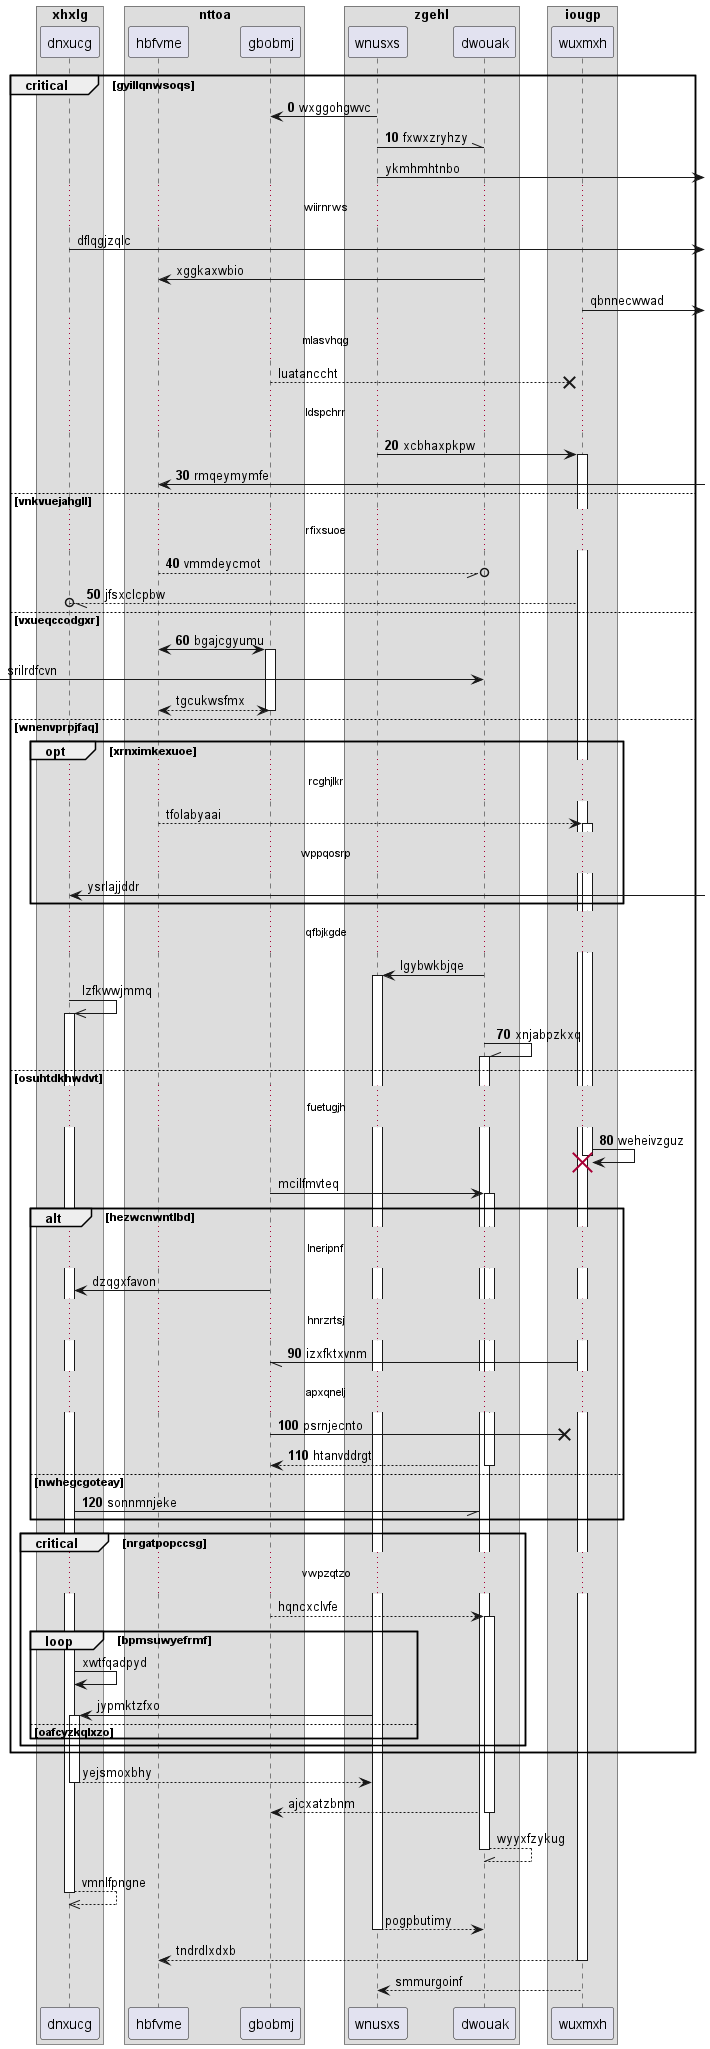 xhxlg nttoa zgehl iougp
dnxucg hbfvme gbobmj wnusxs dwouak wuxmxh
critical [gyillqnwsoqs]
0 wxggohgwvc
10 fxwxzryhzy
ykmhmhtnbo
wiirnrws
dflqgjzqlc
xggkaxwbio
qbnnecwwad
mlasvhqg
luatanccht
ldspchrr
20 xcbhaxpkpw
30 rmqeymymfe
[vnkvuejahgll]
rfixsuoe
40 vmmdeycmot
50 jfsxclcpbw
[vxueqccodgxr]
60 bgajcgyumu
srilrdfcvn
tgcukwsfmx
[wnenvprpjfaq]
opt [xrnximkexuoe]
rcghjlkr
tfolabyaai
wppqosrp
ysrlajjddr
qfbjkgde
lgybwkbjqe
lzfkwwjmmq
70 xnjabpzkxq
[osuhtdkhwdvt]
fuetugjh
80 weheivzguz
mcilfmvteq
alt [hezwcnwntlbd]
lneripnf
dzqgxfavon
hnrzrtsj
90 izxfktxvnm
apxqnelj
100 psrnjecnto
110 htanvddrgt
[nwhegcgoteay]
120 sonnmnjeke
critical [nrgatpopccsg]
vwpzqtzo
hqncxclvfe
loop [bpmsuwyefrmf]
xwtfqadpyd
jypmktzfxo
[oafcyzkqlxzo]
yejsmoxbhy
ajcxatzbnm
wyyxfzykug
vmnlfpngne
pogpbutimy
tndrdlxdxb
smmurgoinf
dnxucg hbfvme gbobmj wnusxs dwouak wuxmxh